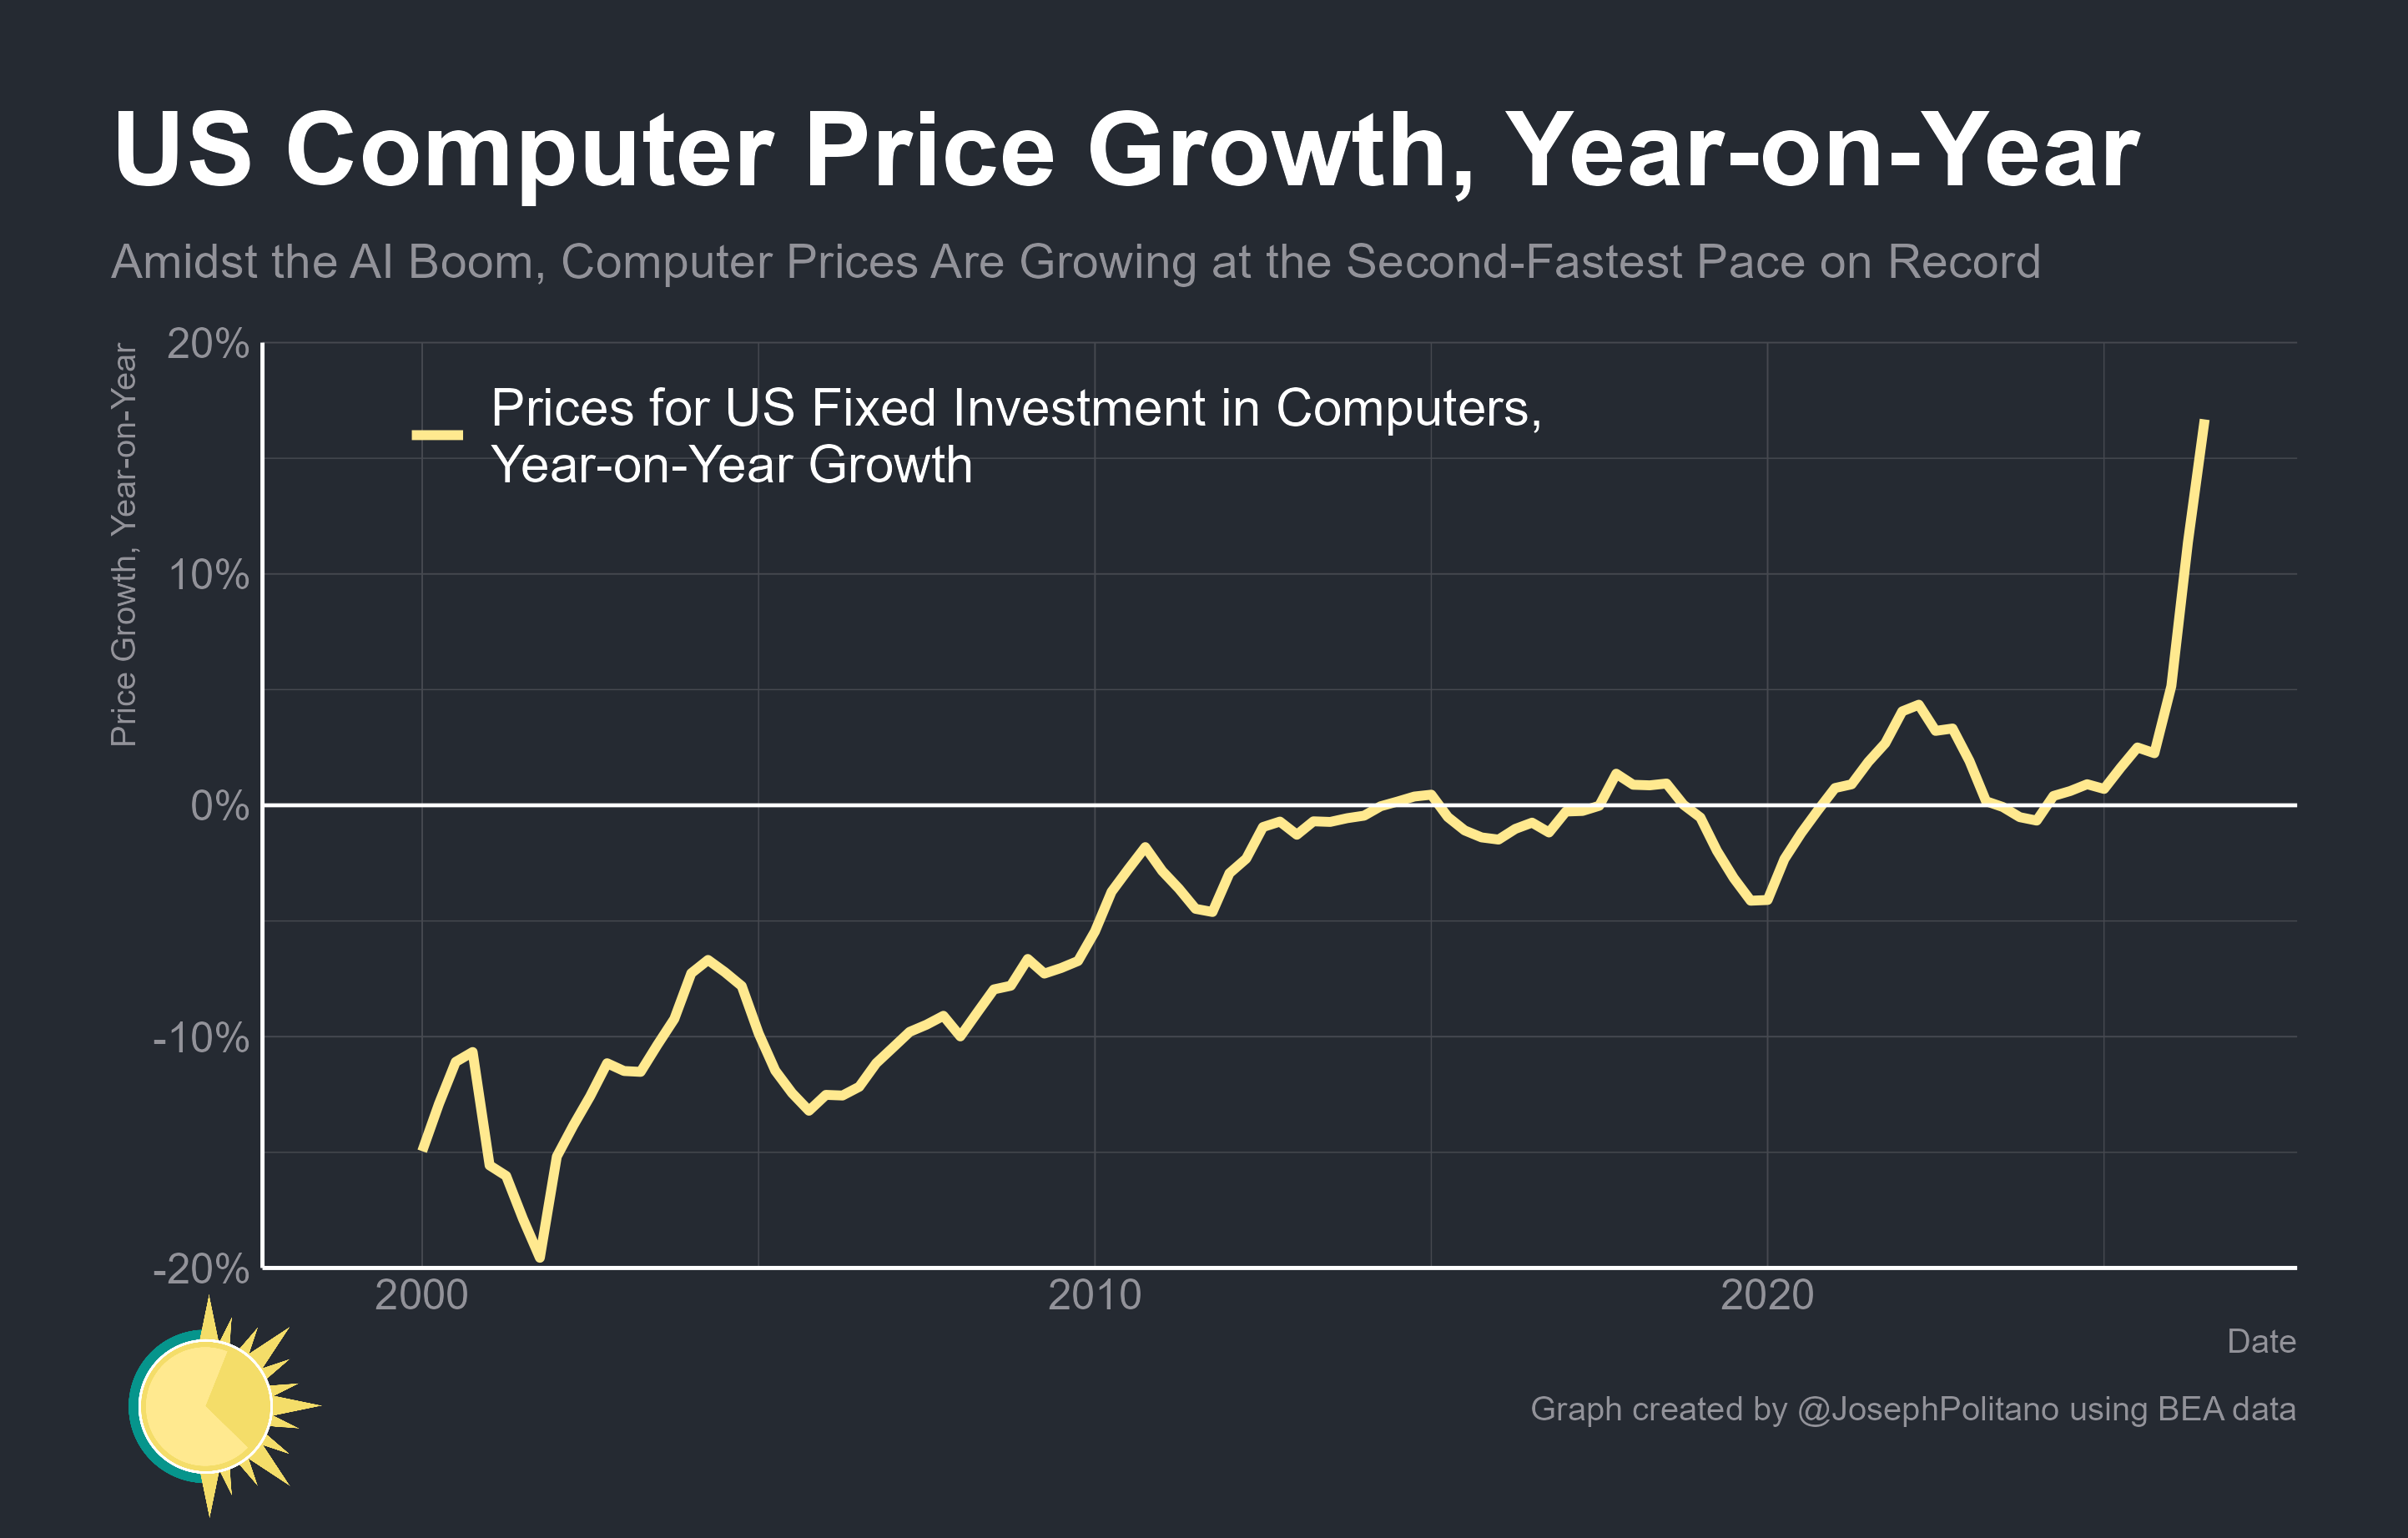 US Computer Price Growth, Year-on-Year
Amidst the AI Boom, Computer Prices Are Growing at the Second-Fastest Pace on Record
Price Growth, Year-on-Year
20%
10%
0%
-10%
-20%
Prices for US Fixed Investment in Computers,
Year-on-Year Growth
2000
2010
2020
Date
Graph created by @JosephPolitano using BEA data